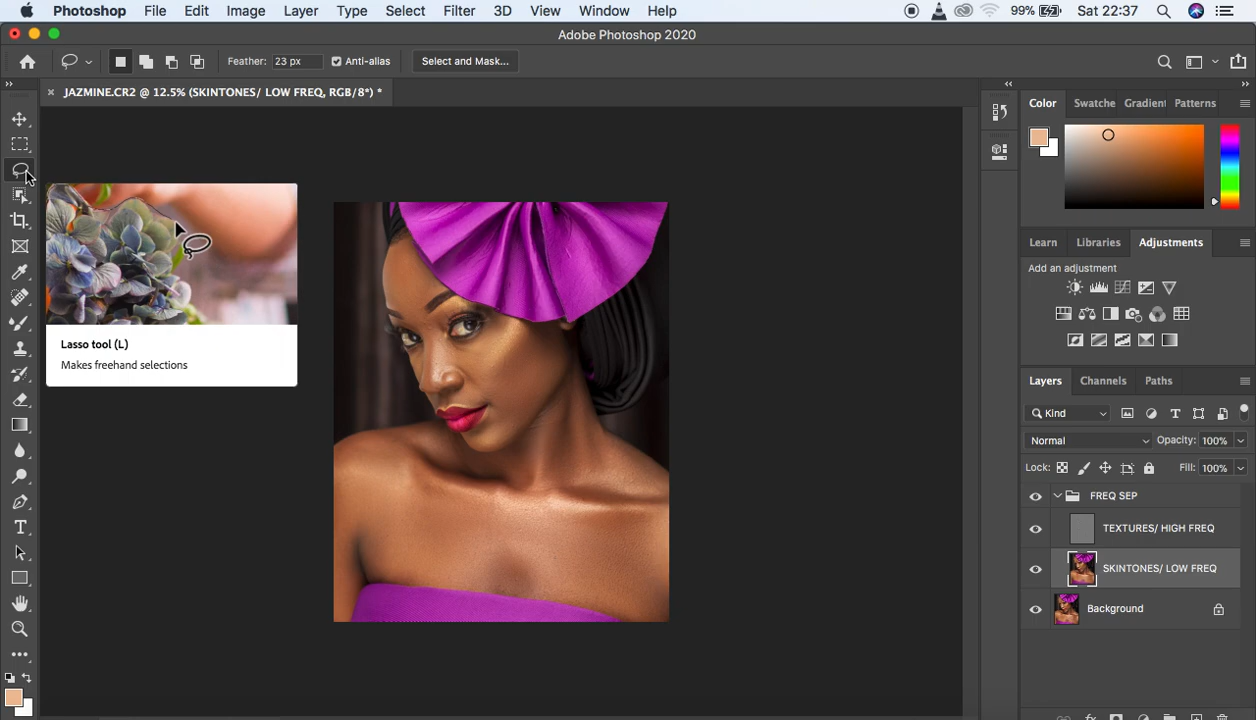 Photoshop File Edit Image Layer Type Select Filter 3D View Window Help 99% Sat 22:37
Adobe Photoshop 2020
Feather: 23 px Anti-alias Select and Mask...
JAZMINE.CR2 @ 12.5% (SKINTONES/ LOW FREQ, RGB/8*) *
Color Swatche Gradient Patterns
Learn Libraries Adjustments
Add an adjustment
Lasso tool (L)
Makes freehand selections
Layers Channels Paths
Kind
Normal Opacity: 100%
Lock: Fill: 100%
FREQ SEP
TEXTURES/ HIGH FREQ
SKINTONES/ LOW FREQ
Background